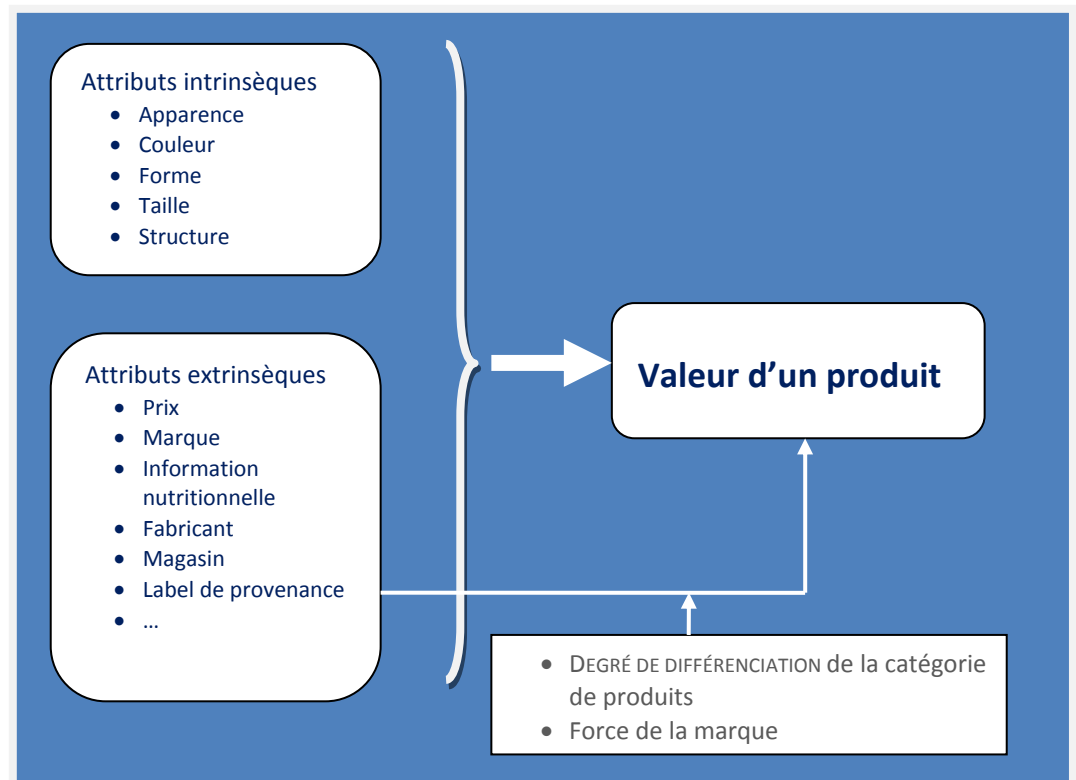 Attributs intrinsèques
• Apparence
• Couleur
• Forme
• Taille
• Structure
Attributs extrinsèques
• Prix
• Marque
• Information
nutritionnelle
• Fabricant
• Magasin
• Label de provenance
• …
Valeur d’un produit
• DEGRÉ DE DIFFÉRENCIATION de la catégorie
de produits
• Force de la marque